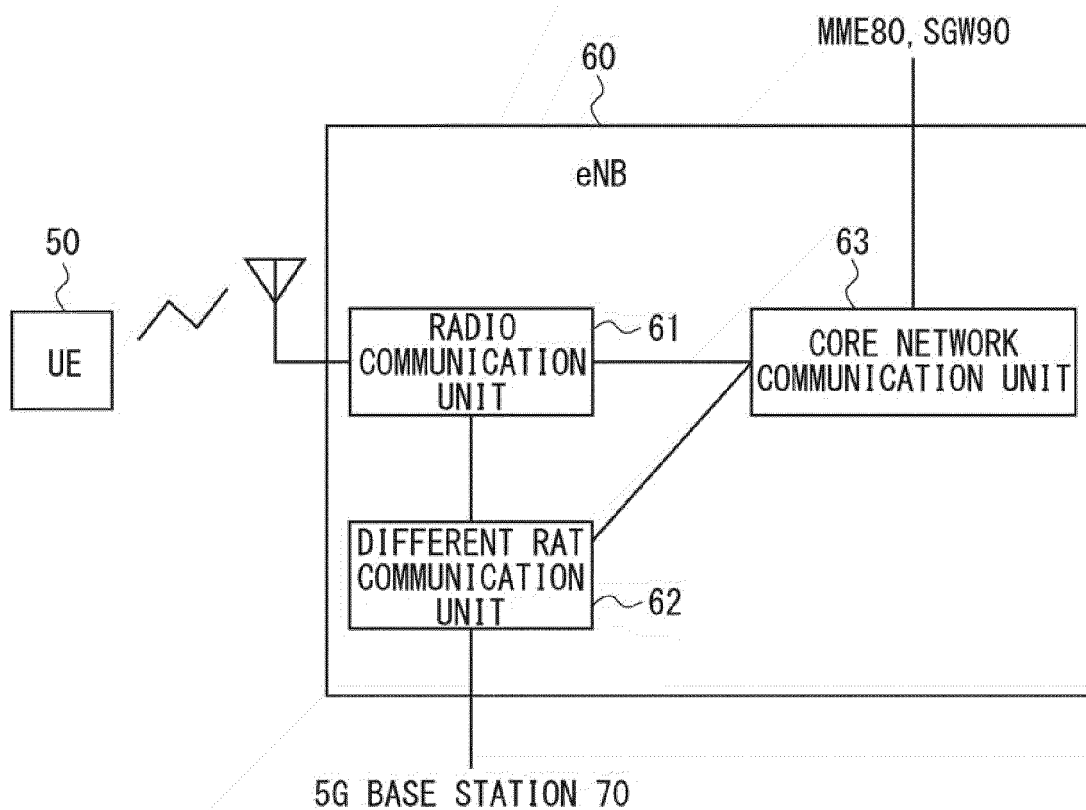 MME80, SGW90
60
eNB
50
63
UE
RADIO
COMMUNICATION
UNIT
61
CORE NETWORK
COMMUNICATION UNIT
DIFFERENT RAT
COMMUNICATION
UNIT
62
5G BASE STATION 70